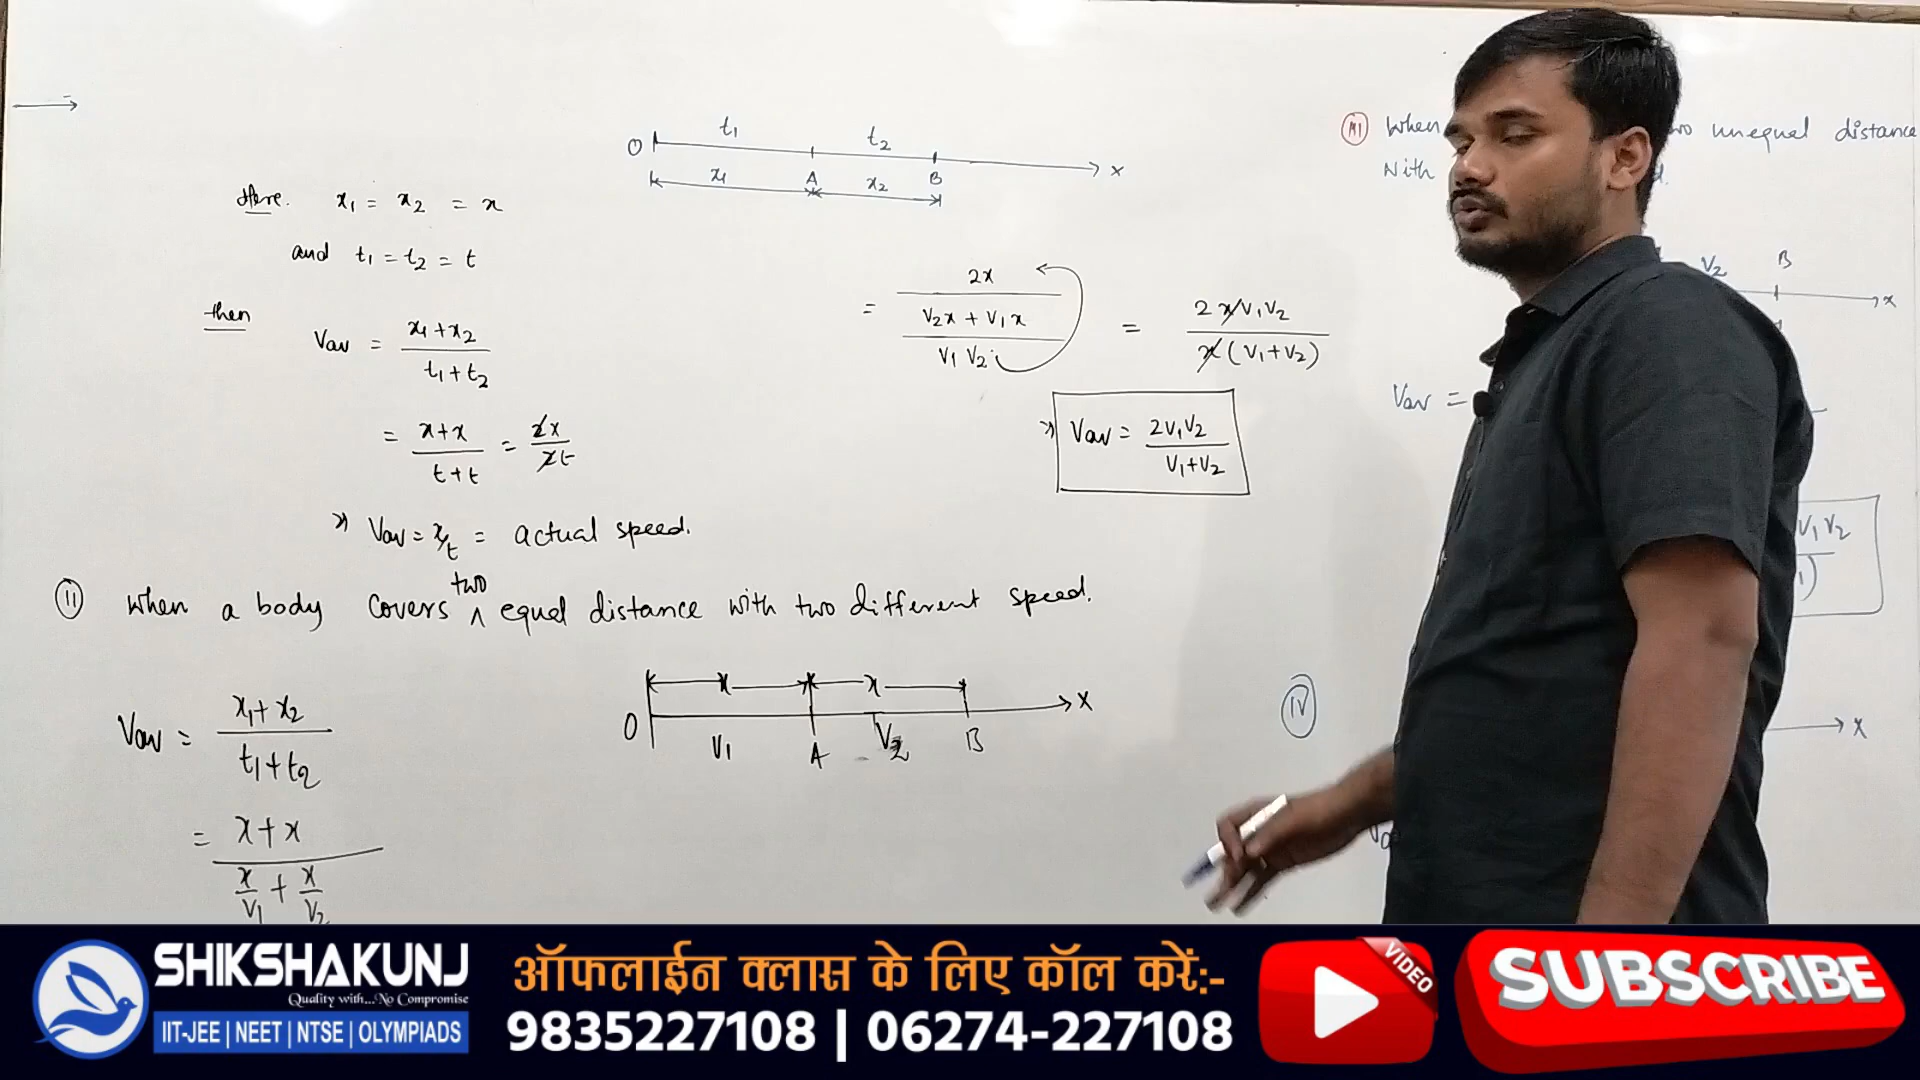 O t₁ t₂ x
x₁ A x₂ B
Here. x₁ = x₂ = x
and t₁ = t₂ = t
then Vav = x₁+x₂ / t₁+t₂
= x+x / t+t = 2x / 2t
⇒ Vav = x/t = actual speed.
II when a body covers two ∧ equal distance with two different speed.
Vav = x₁+x₂ / t₁+t₂
= x+x / x/V₁ + x/V₂
x x
O V₁ A V₂ B x
= 2x / V₂x + V₁x / V₁V₂ = 2xV₁V₂ / x(V₁+V₂)
⇒ Vav = 2V₁V₂ / V₁+V₂
III When unequal distance
With
V₂ B x
Vav =
V₁V₂
)
IV x
SHIKSHAKUNJ
Quality with...No Compromise
IIT-JEE | NEET | NTSE | OLYMPIADS
ऑफलाईन क्लास के लिए कॉल करें:-
9835227108 | 06274-227108
VIDEO
SUBSCRIBE